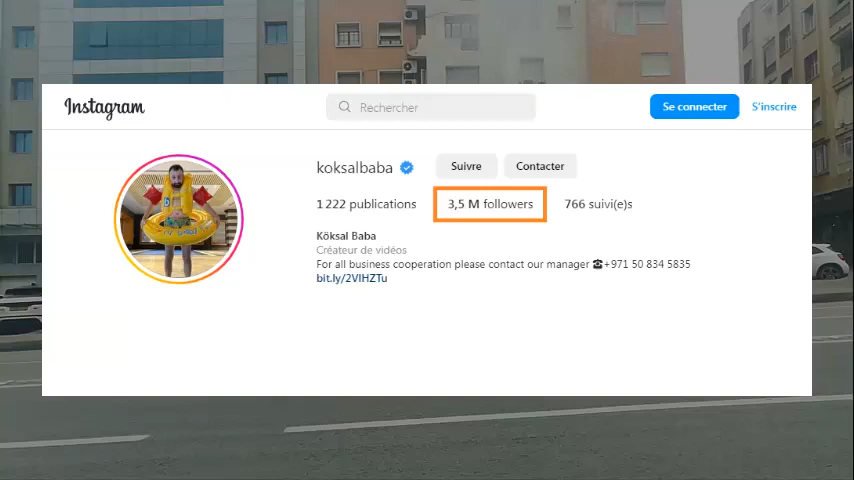 Instagram
Rechercher
Se connecter
S'inscrire
koksalbaba
Suivre
Contacter
1 222 publications
3,5 M followers
766 suivi(e)s
Köksal Baba
Créateur de vidéos
For all business cooperation please contact our manager ☎+971 50 834 5835
bit.ly/2VIHZTu